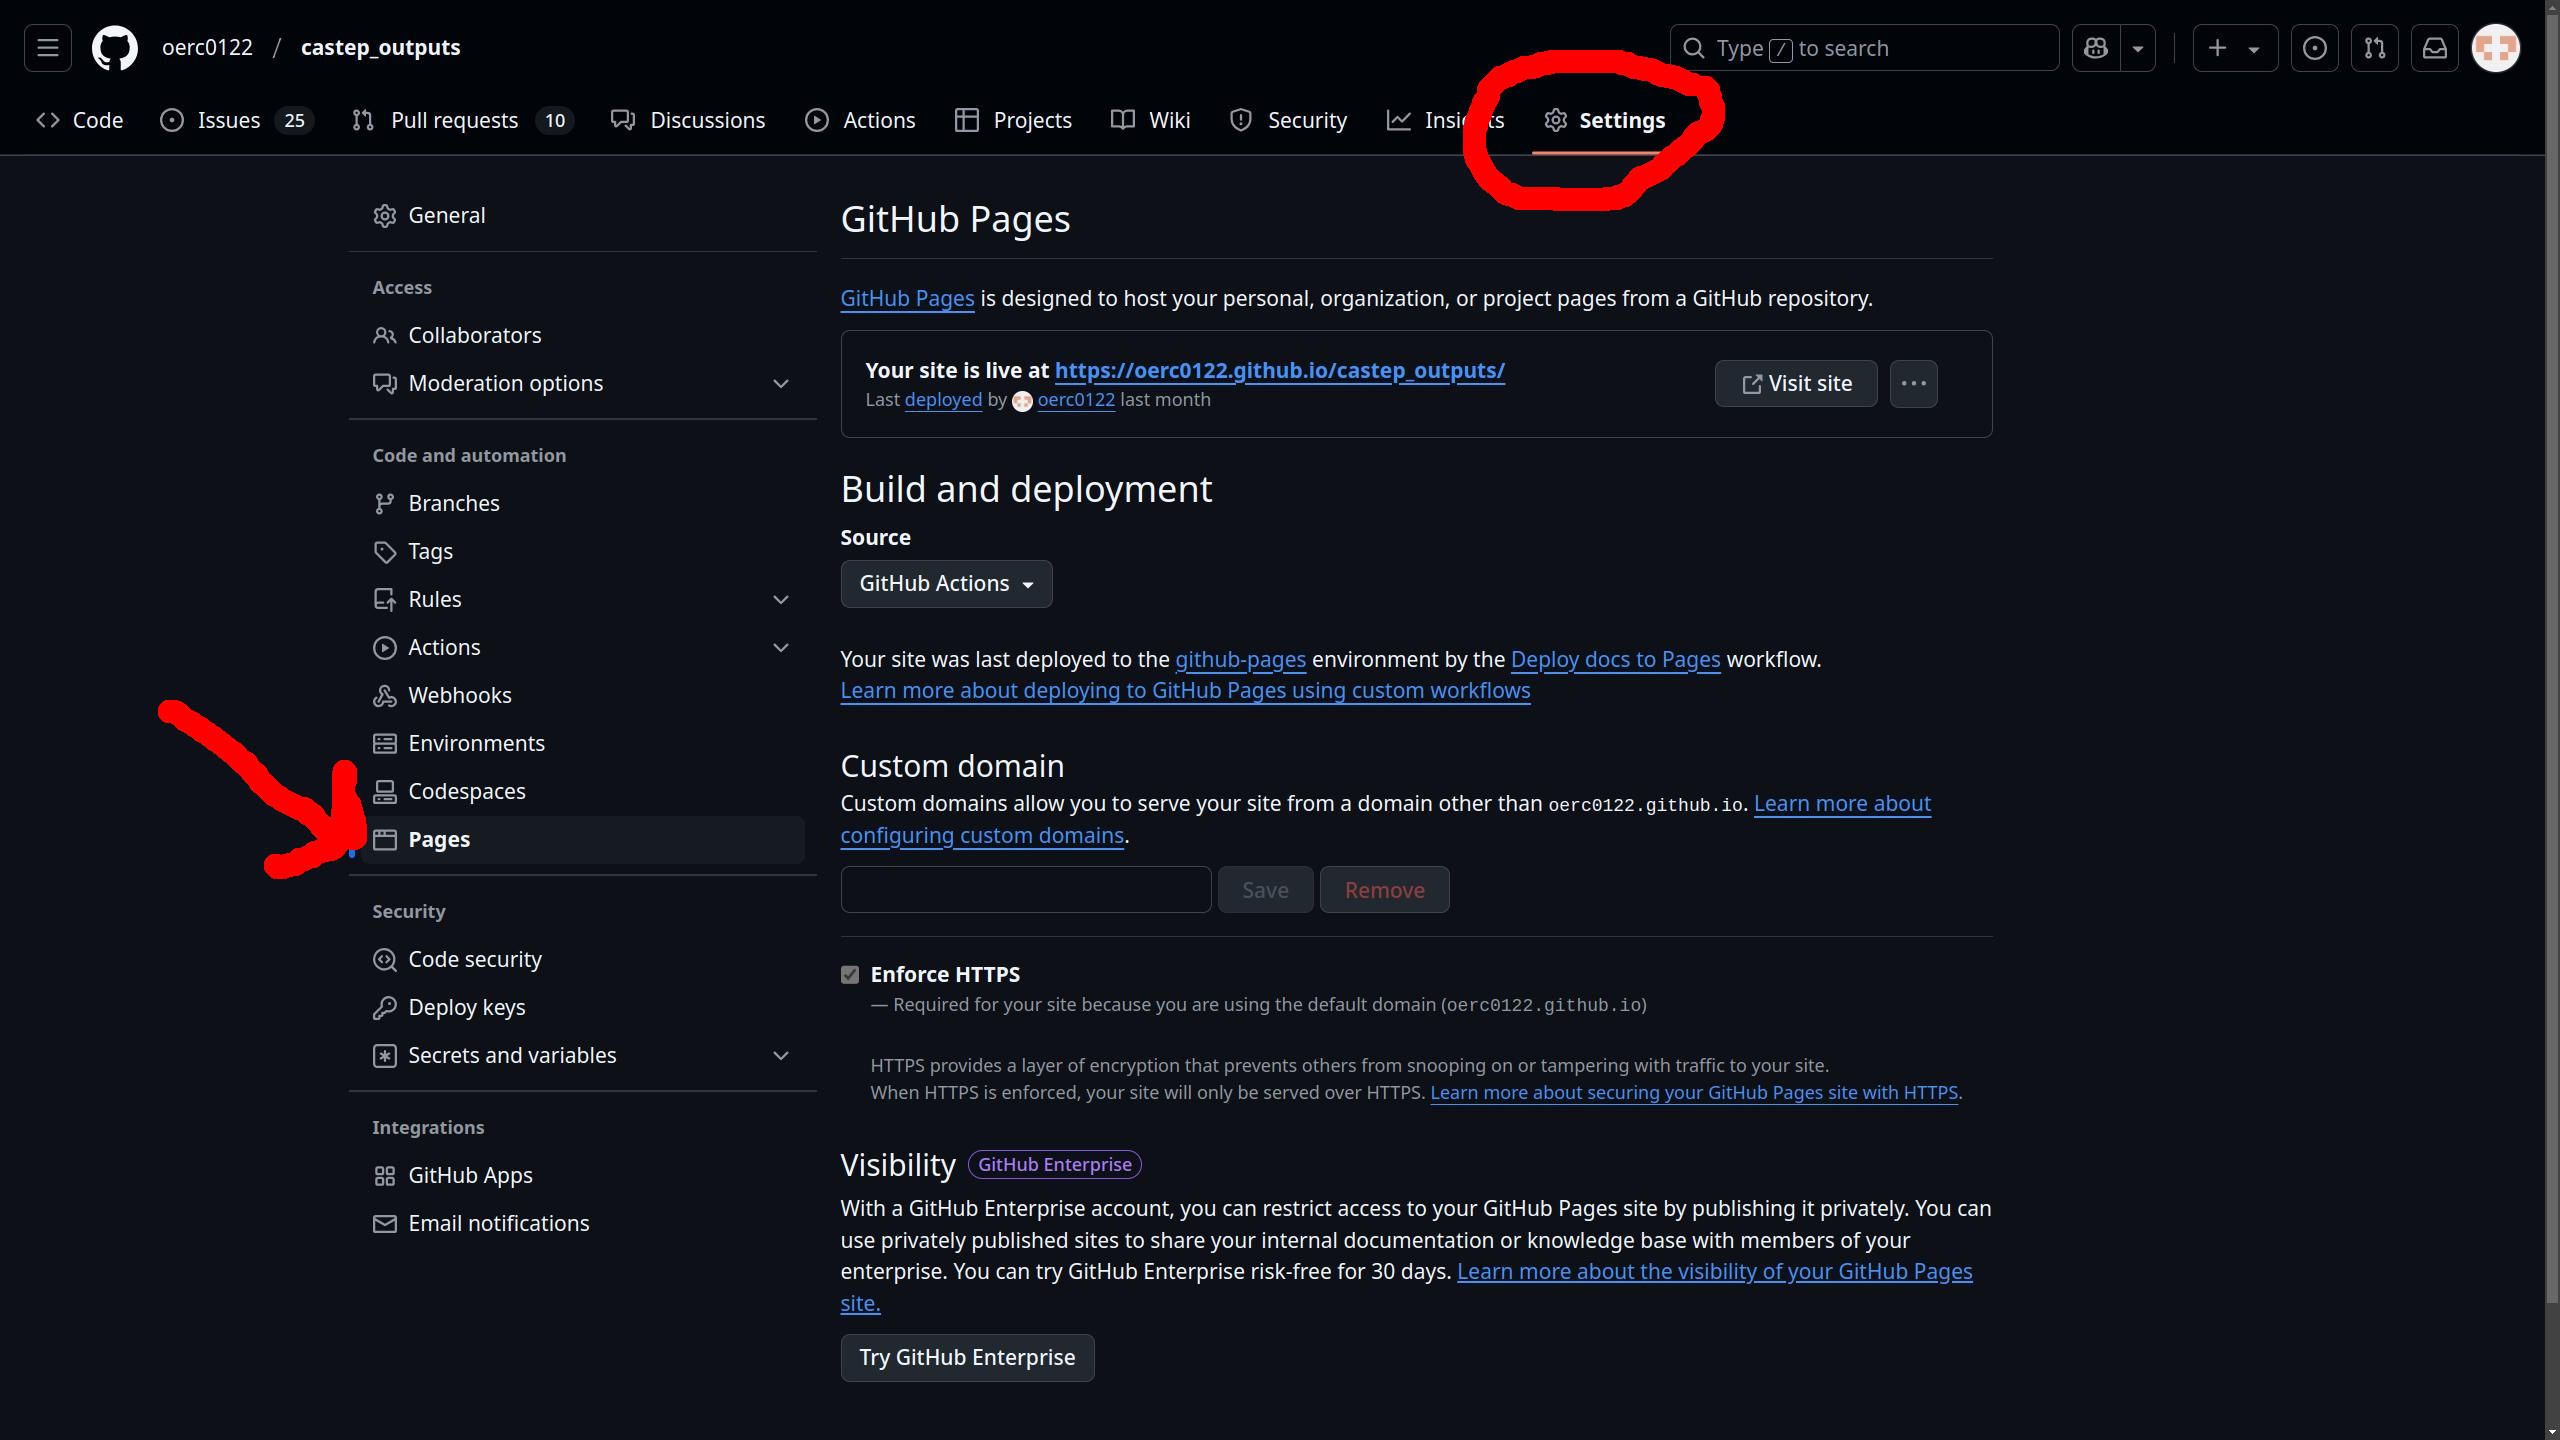 oerc0122 / castep_outputs
Type / to search
Code
Issues 25
Pull requests 10
Discussions
Actions
Projects
Wiki
Security
Settings
General
Access
Collaborators
Moderation options
Code and automation
Branches
Tags
Rules
Actions
Webhooks
Environments
Codespaces
Pages
Security
Code security
Deploy keys
Secrets and variables
Integrations
GitHub Apps
Email notifications
GitHub Pages
GitHub Pages is designed to host your personal, organization, or project pages from a GitHub repository.
Your site is live at https://oerc0122.github.io/castep_outputs/
Last deployed by oerc0122 last month
Visit site
Build and deployment
Source
GitHub Actions
Your site was last deployed to the github-pages environment by the Deploy docs to Pages workflow.
Learn more about deploying to GitHub Pages using custom workflows
Custom domain
Custom domains allow you to serve your site from a domain other than oerc0122.github.io. Learn more about
configuring custom domains.
Save
Remove
Enforce HTTPS
— Required for your site because you are using the default domain (oerc0122.github.io)
HTTPS provides a layer of encryption that prevents others from snooping on or tampering with traffic to your site.
When HTTPS is enforced, your site will only be served over HTTPS. Learn more about securing your GitHub Pages site with HTTPS.
Visibility GitHub Enterprise
With a GitHub Enterprise account, you can restrict access to your GitHub Pages site by publishing it privately. You can
use privately published sites to share your internal documentation or knowledge base with members of your
enterprise. You can try GitHub Enterprise risk-free for 30 days. Learn more about the visibility of your GitHub Pages
site.
Try GitHub Enterprise